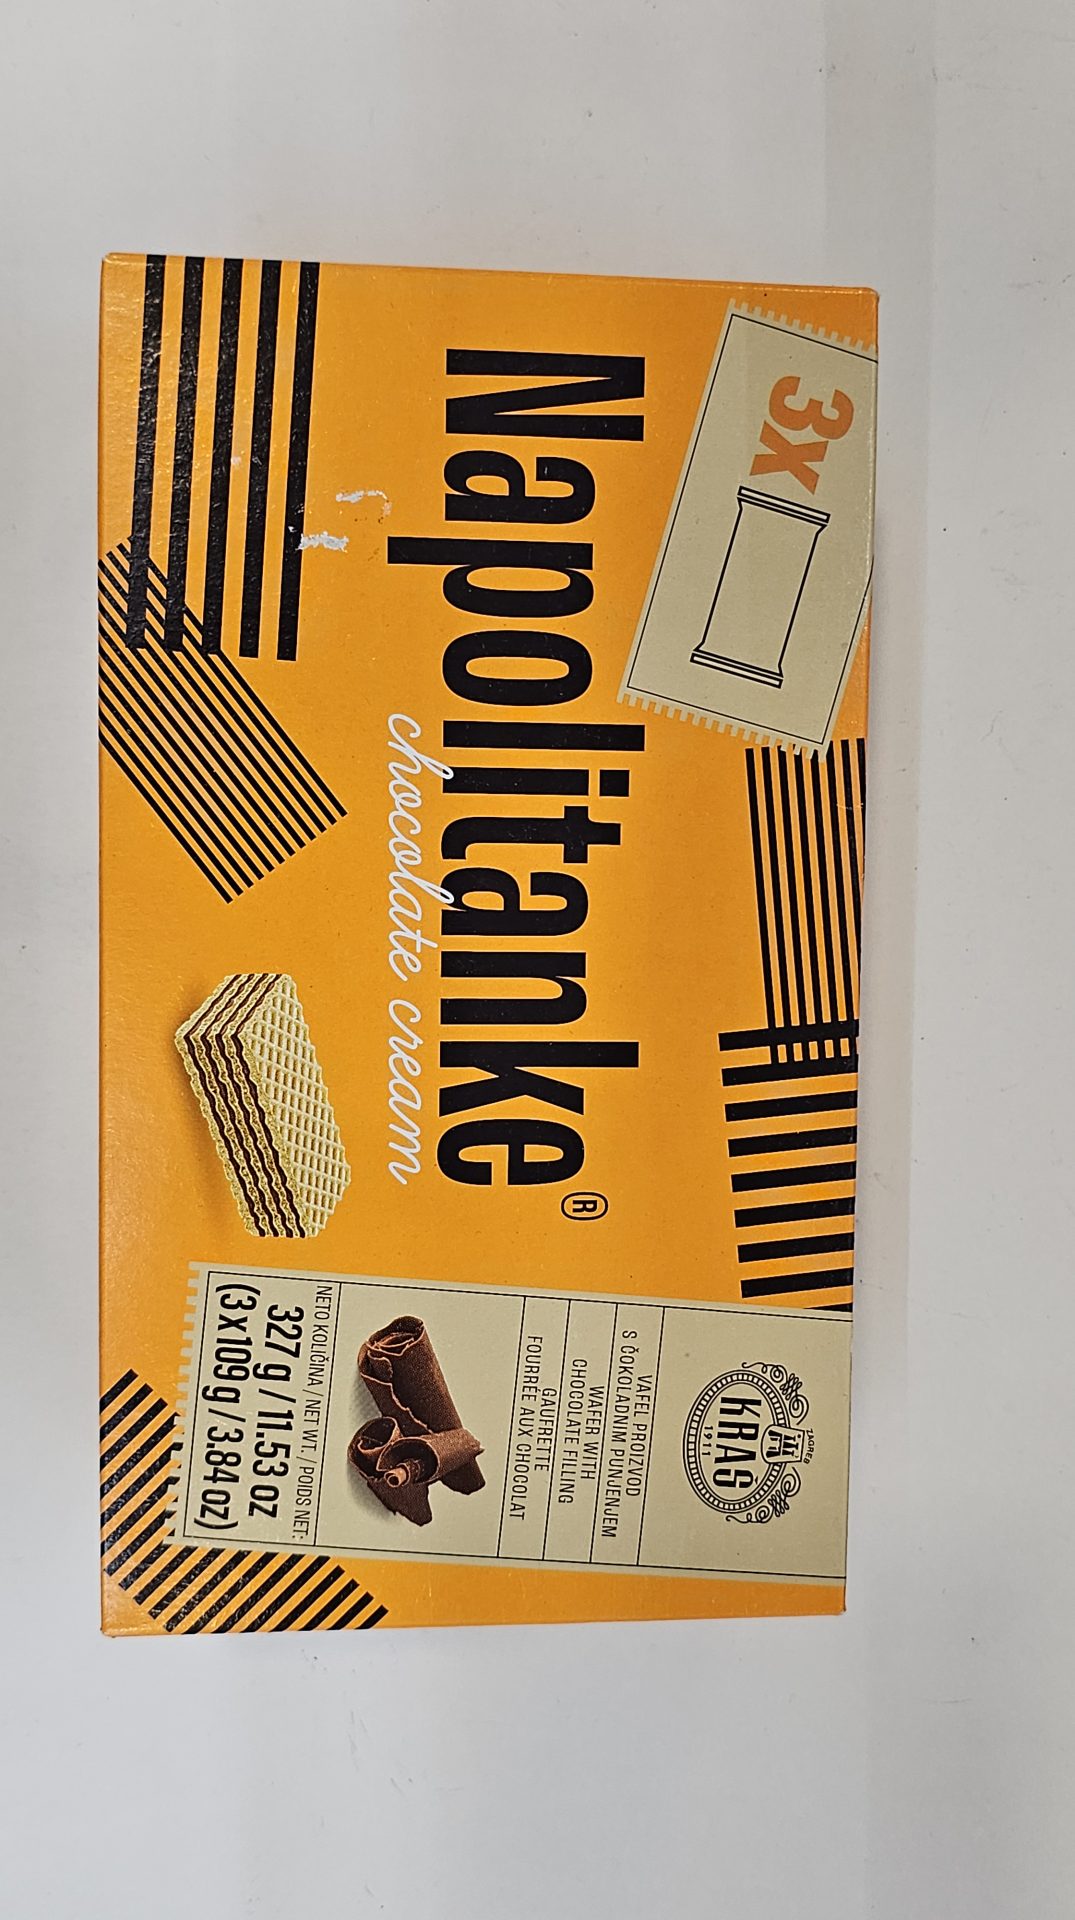 3x
Napolitanke®
chocolate cream
ZAGREB
KRAŠ
1911
VAFEL PROIZVOD
S ČOKOLADNIM PUNJENJEM
WAFER WITH
CHOCOLATE FILLING
GAUFRETTE
FOURRÉE AUX CHOCOLAT
NETO KOLIČINA / NET WT. / POIDS NET:
327 g / 11.53 oz
(3 x 109 g / 3.84 oz)